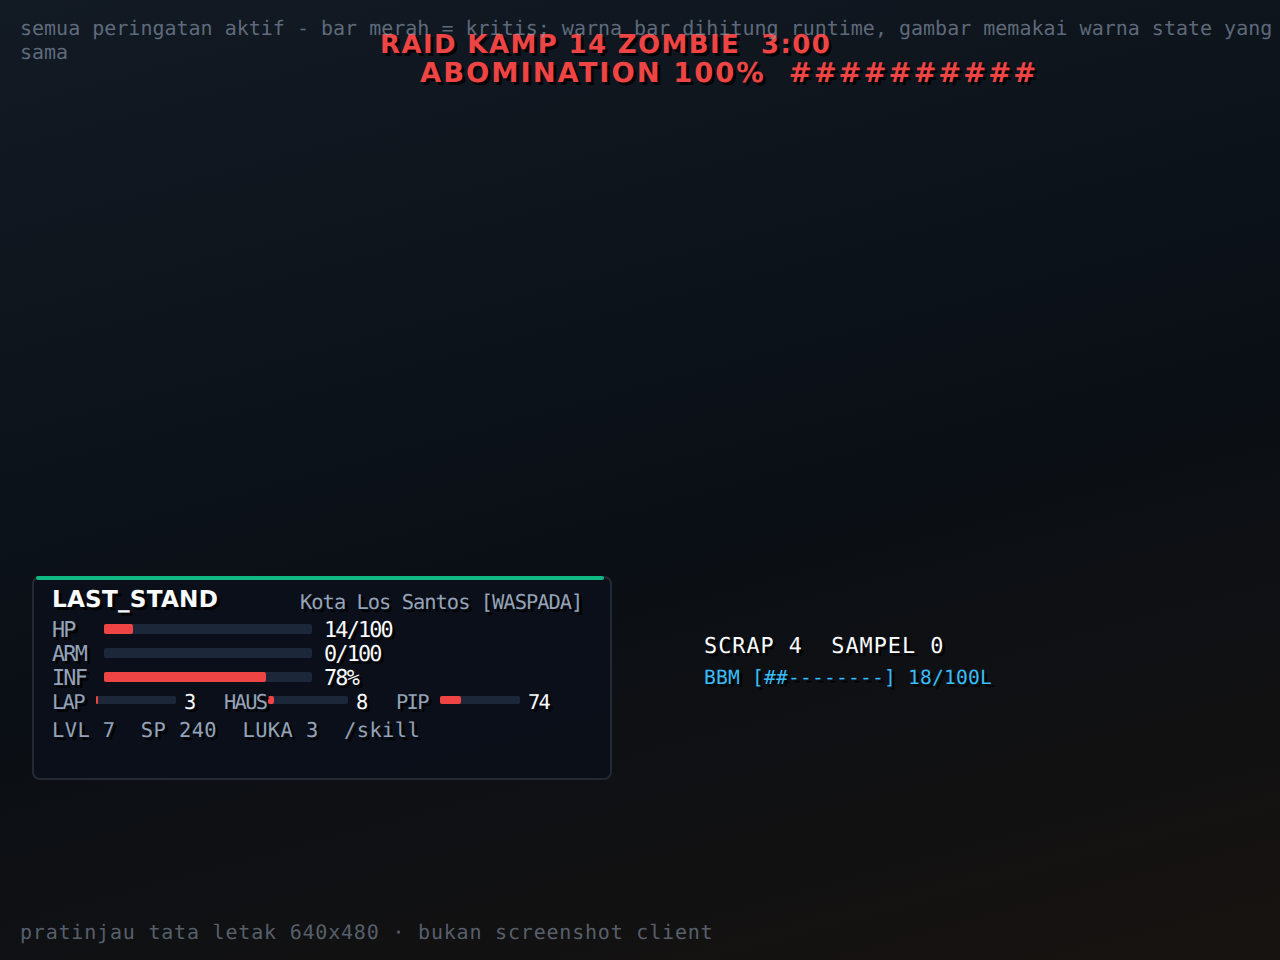 semua peringatan aktif - bar merah = kritis; warna bar dihitung runtime, gambar memakai warna state yang
sama
RAID KAMP 14 ZOMBIE  3:00
ABOMINATION 100%  ##########
LAST_STAND
Kota Los Santos [WASPADA]
HP 14/100
ARM 0/100
INF 78%
LAP 3 HAUS 8 PIP 74
LVL 7  SP 240  LUKA 3  /skill
SCRAP 4  SAMPEL 0
BBM [##--------] 18/100L
pratinjau tata letak 640x480 · bukan screenshot client